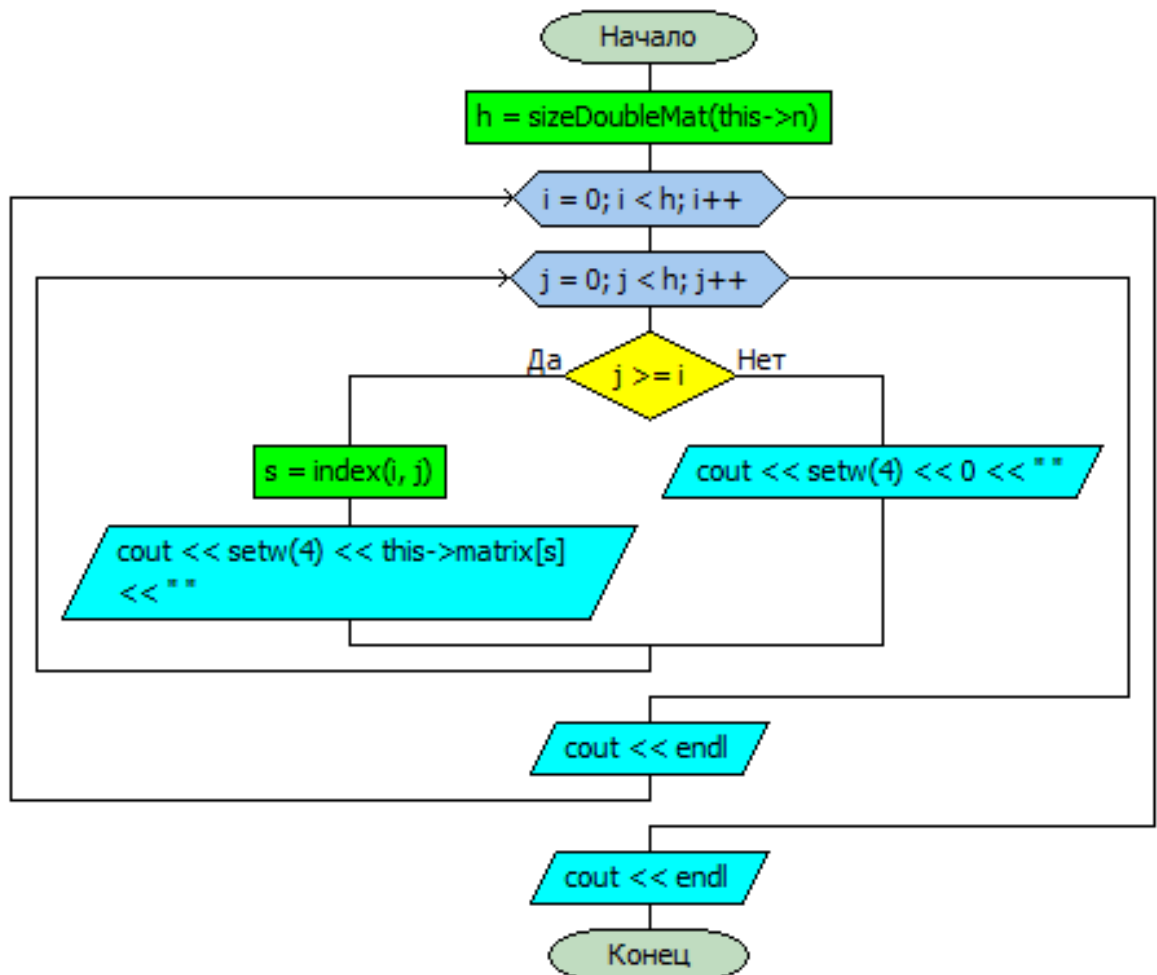 Начало
h = sizeDoubleMat(this->n)
i = 0; i < h; i++
j = 0; j < h; j++
Да
j >= i
Нет
s = index(i, j)
cout << setw(4) << 0 << " "
cout << setw(4) << this->matrix[s]
<< " "
cout << endl
cout << endl
Конец